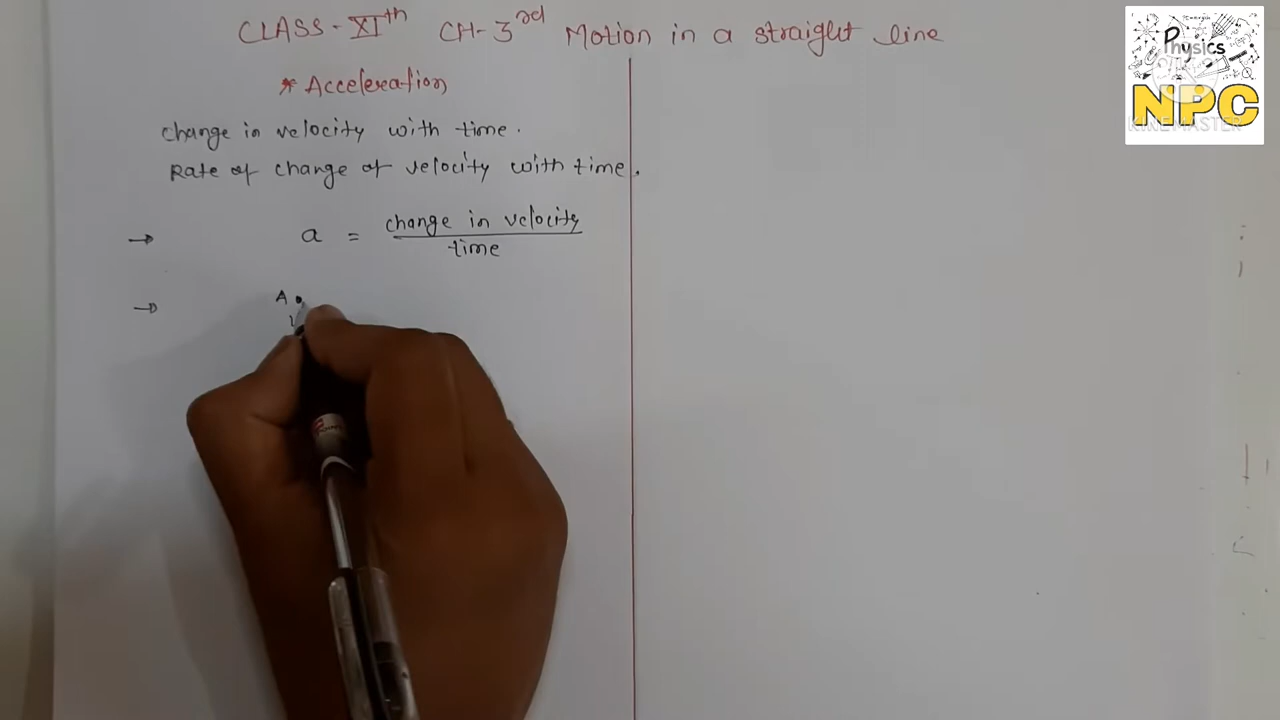 CLASS-XIth CH-3rd Motion in a straight line
* Acceleration
Change in velocity with time.
Rate of change of velocity with time.
→ a = change in velocity
time
→ A
Physics
NPC
KINEMASTER